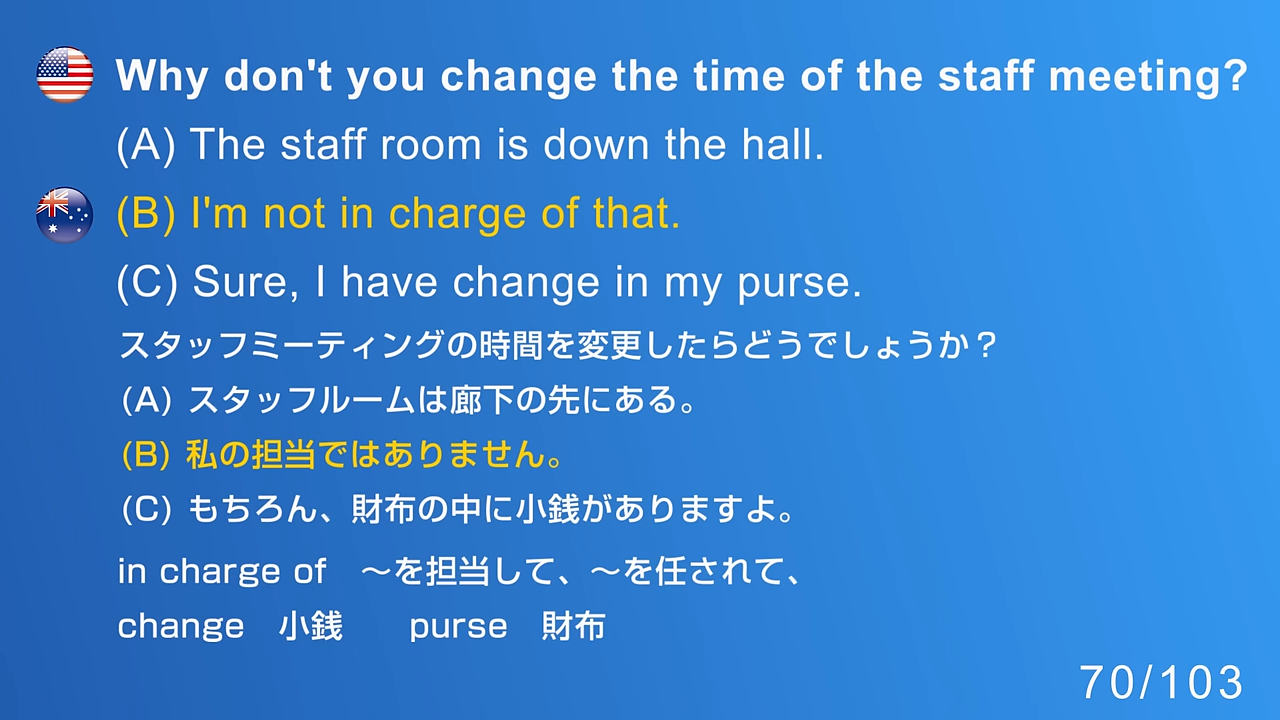 Why don't you change the time of the staff meeting?
(A) The staff room is down the hall.
(B) I'm not in charge of that.
(C) Sure, I have change in my purse.
スタッフミーティングの時間を変更したらどうでしょうか？
(A) スタッフルームは廊下の先にある。
(B) 私の担当ではありません。
(C) もちろん、財布の中に小銭がありますよ。
in charge of　～を担当して、～を任されて、
change　小銭　　purse　財布
70/103